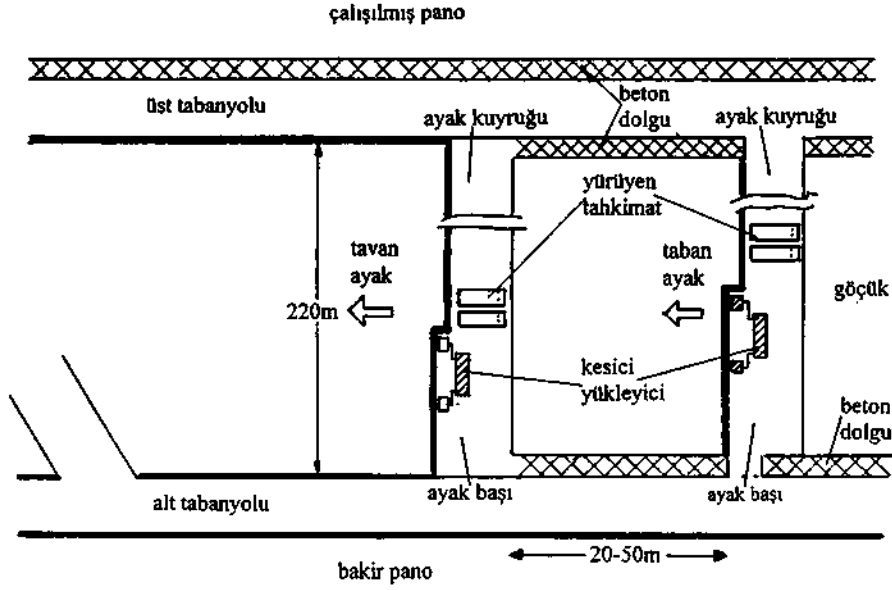 çalışılmış pano
beton
dolgu
üst tabanyolu
ayak kuyruğu
ayak kuyruğu
yürüyen
tahkimat
tavan
ayak
taban
ayak
220m
göçük
kesici
yükleyici
beton
dolgu
alt tabanyolu
ayak başı
ayak başı
20-50m
bakir pano